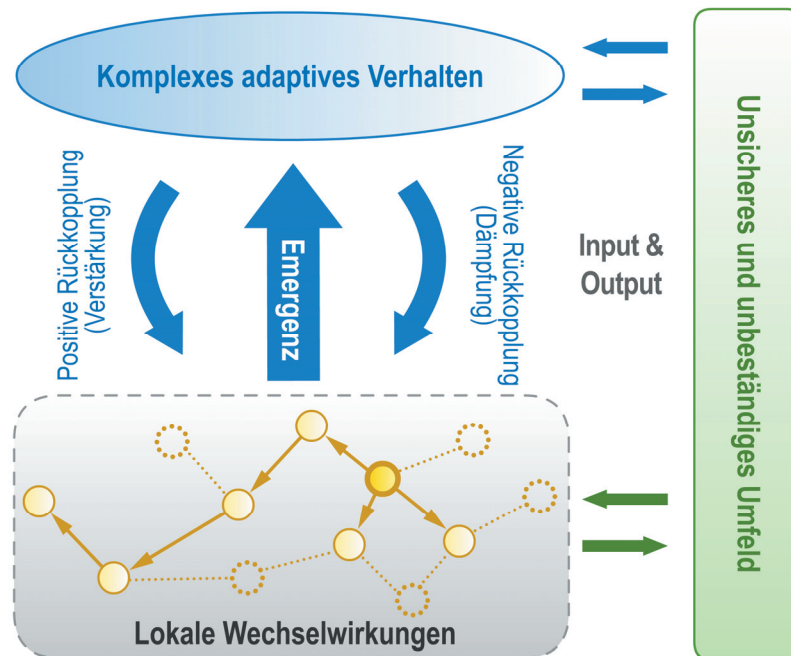 Komplexes adaptives Verhalten
Positive Rückkopplung
(Verstärkung)
Emergenz
Negative Rückkopplung
(Dämpfung)
Input &
Output
Unsicheres und unbeständiges Umfeld
Lokale Wechselwirkungen